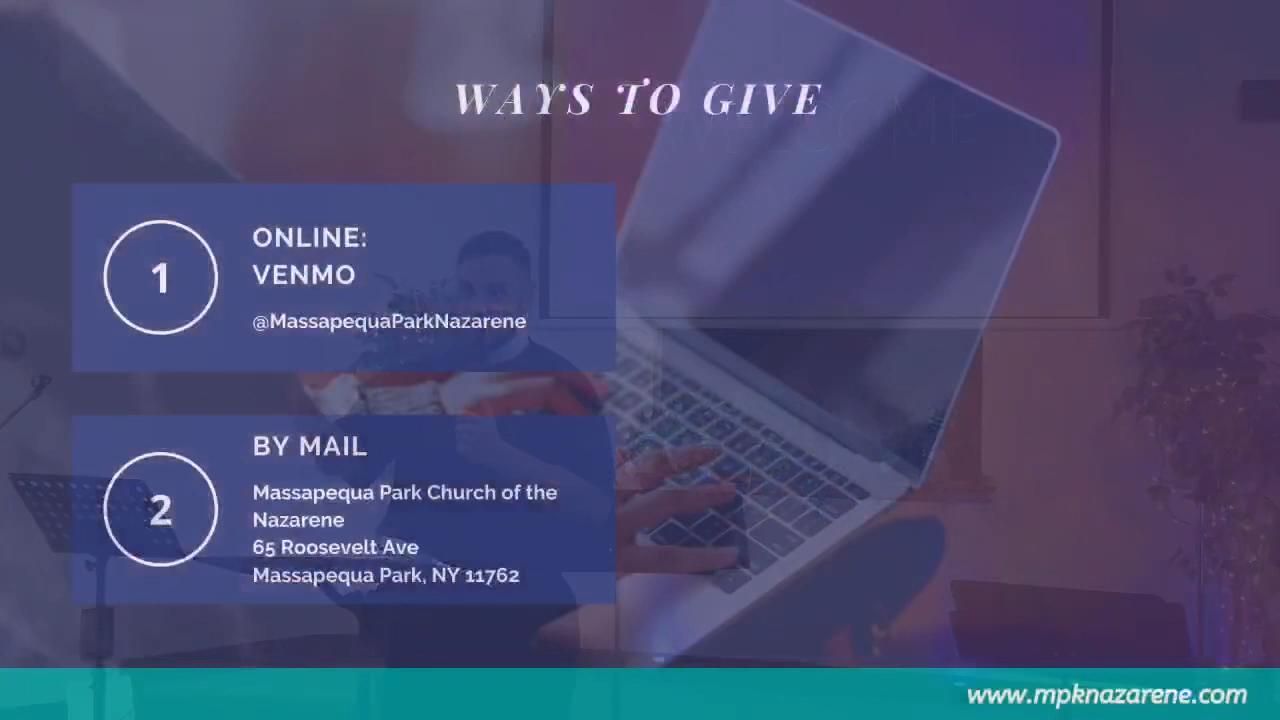 WAYS TO GIVE
WELCOME
1
ONLINE:
VENMO
@MassapequaParkNazarene
2
BY MAIL
Massapequa Park Church of the
Nazarene
65 Roosevelt Ave
Massapequa Park, NY 11762
www.mpknazarene.com